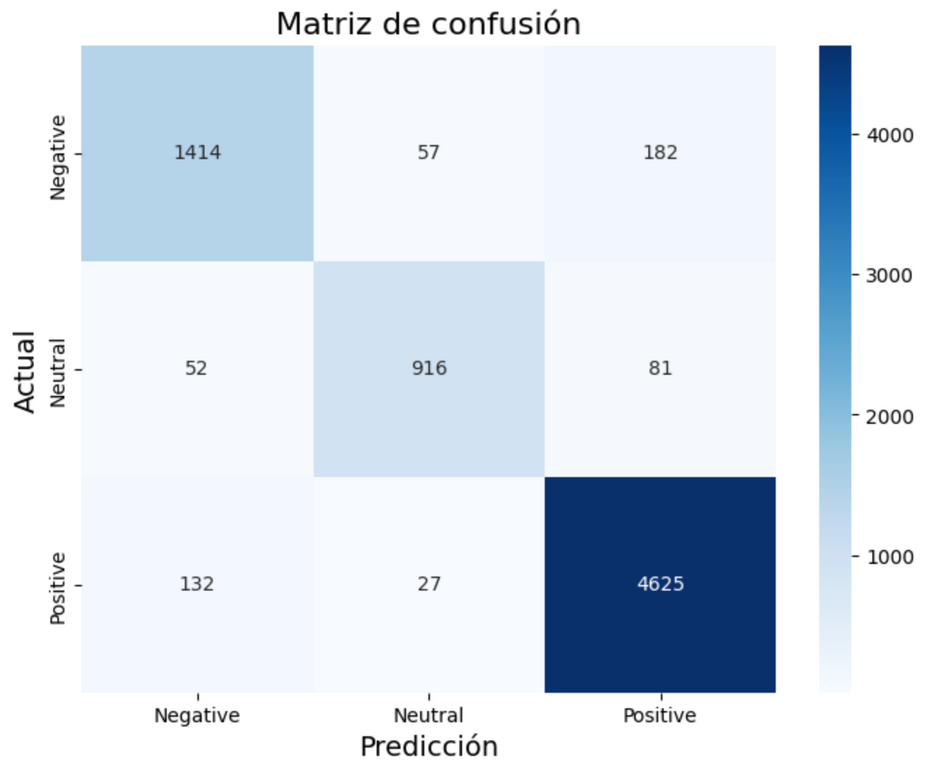 Matriz de confusión
Negative
1414
57
182
4000
3000
Actual
Neutral
52
916
81
2000
1000
Positive
132
27
4625
Negative
Neutral
Positive
Predicción